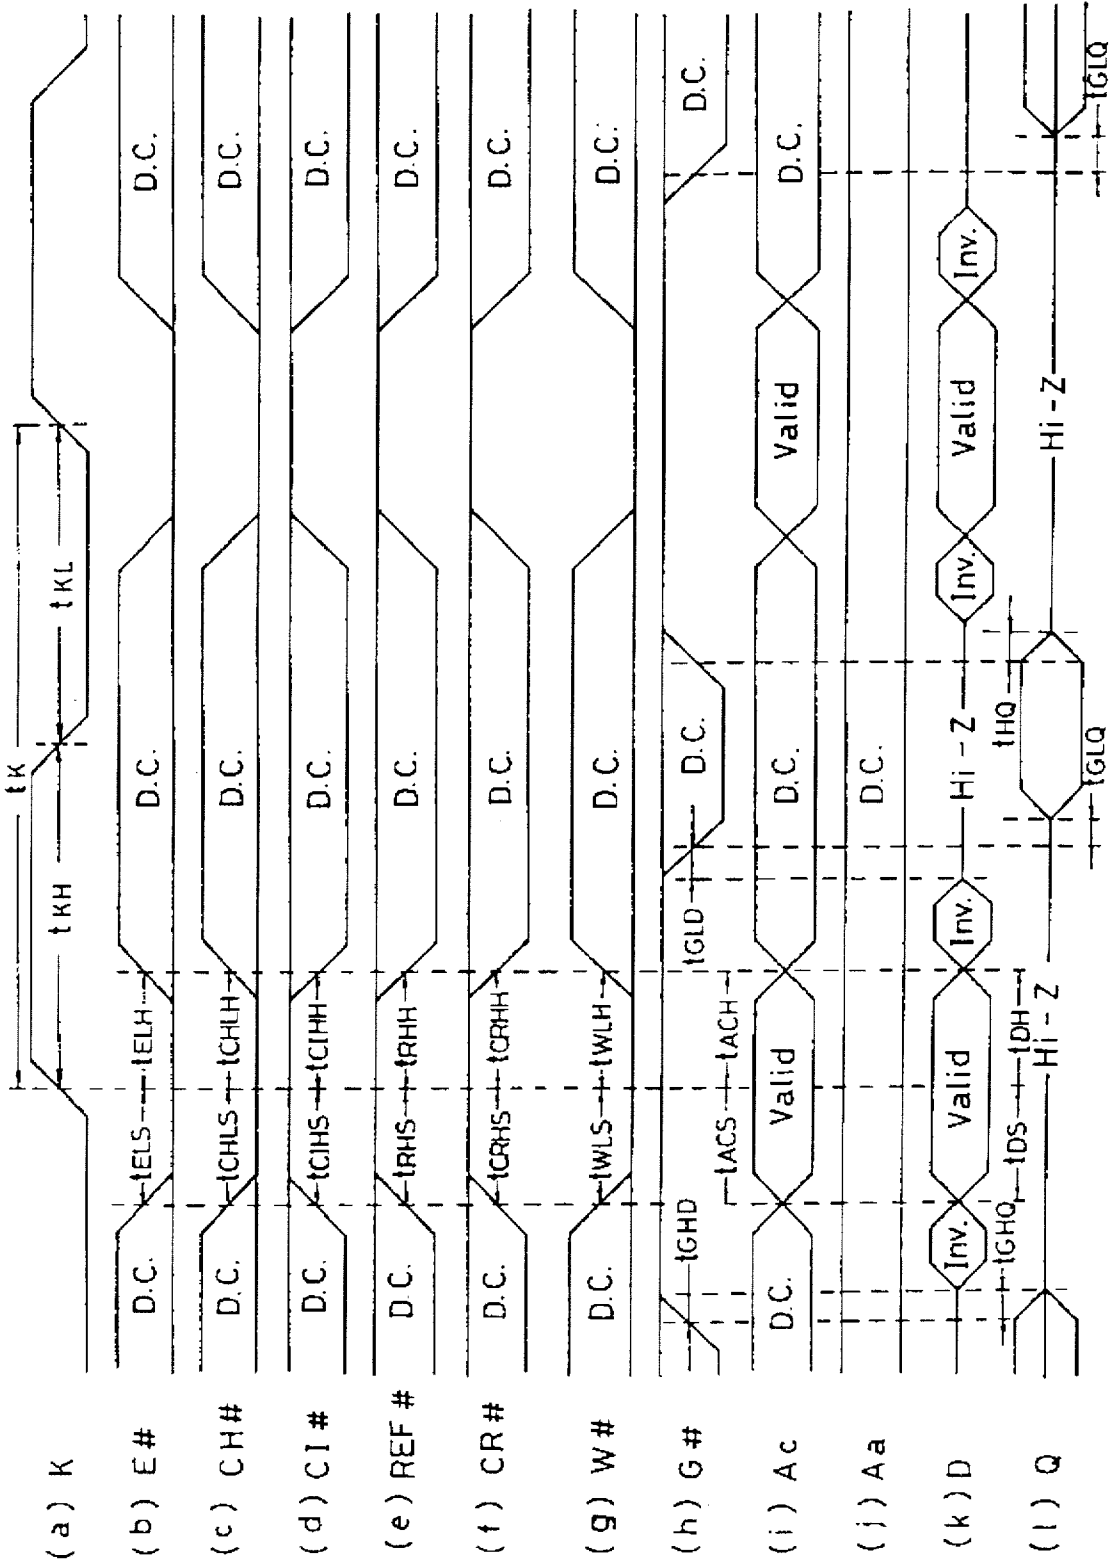 tK
(a) K tKH tKL
(b) E# D.C. tELS tELH D.C. D.C.
(c) CH# D.C. tCHLS tCHLH D.C. D.C.
(d) CI# D.C. tCIHS tCIHH D.C. D.C.
(e) REF# D.C. tRHS tRHH D.C. D.C.
(f) CR# D.C. tCRHS tCRHH D.C. D.C.
(g) W# D.C. tWLS tWLH D.C. D.C.
(h) G# tGHD tGLD D.C. D.C.
tACS tACH
(i) Ac D.C. Valid D.C. Valid D.C.
(j) Aa D.C.
(k) D Inv. Valid Inv. Hi-Z Inv. Valid Inv.
tGHQ tDS tDH tHQ
(l) Q Hi-Z Hi-Z
tGLQ tGLQ